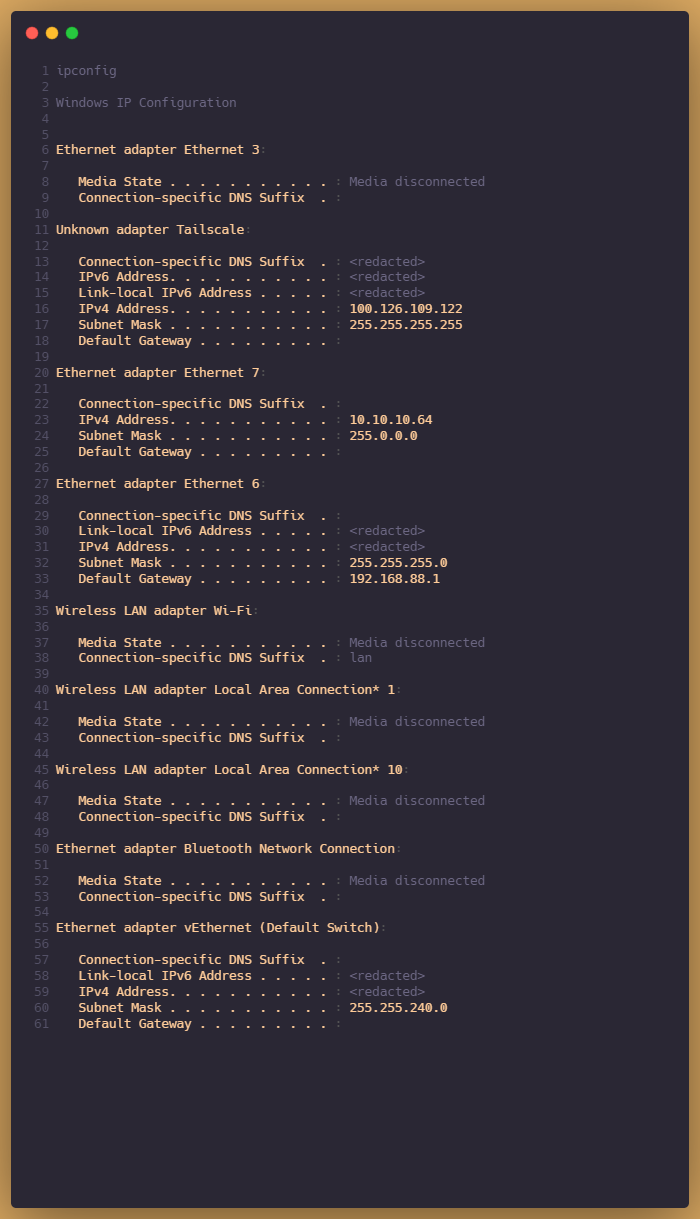 1 ipconfig
2
3 Windows IP Configuration
4
5
6 Ethernet adapter Ethernet 3:
7
8    Media State . . . . . . . . . . . : Media disconnected
9    Connection-specific DNS Suffix  . :
10
11 Unknown adapter Tailscale:
12
13    Connection-specific DNS Suffix  . : <redacted>
14    IPv6 Address. . . . . . . . . . . : <redacted>
15    Link-local IPv6 Address . . . . . : <redacted>
16    IPv4 Address. . . . . . . . . . . : 100.126.109.122
17    Subnet Mask . . . . . . . . . . . : 255.255.255.255
18    Default Gateway . . . . . . . . . :
19
20 Ethernet adapter Ethernet 7:
21
22    Connection-specific DNS Suffix  . :
23    IPv4 Address. . . . . . . . . . . : 10.10.10.64
24    Subnet Mask . . . . . . . . . . . : 255.0.0.0
25    Default Gateway . . . . . . . . . :
26
27 Ethernet adapter Ethernet 6:
28
29    Connection-specific DNS Suffix  . :
30    Link-local IPv6 Address . . . . . : <redacted>
31    IPv4 Address. . . . . . . . . . . : <redacted>
32    Subnet Mask . . . . . . . . . . . : 255.255.255.0
33    Default Gateway . . . . . . . . . : 192.168.88.1
34
35 Wireless LAN adapter Wi-Fi:
36
37    Media State . . . . . . . . . . . : Media disconnected
38    Connection-specific DNS Suffix  . : lan
39
40 Wireless LAN adapter Local Area Connection* 1:
41
42    Media State . . . . . . . . . . . : Media disconnected
43    Connection-specific DNS Suffix  . :
44
45 Wireless LAN adapter Local Area Connection* 10:
46
47    Media State . . . . . . . . . . . : Media disconnected
48    Connection-specific DNS Suffix  . :
49
50 Ethernet adapter Bluetooth Network Connection:
51
52    Media State . . . . . . . . . . . : Media disconnected
53    Connection-specific DNS Suffix  . :
54
55 Ethernet adapter vEthernet (Default Switch):
56
57    Connection-specific DNS Suffix  . :
58    Link-local IPv6 Address . . . . . : <redacted>
59    IPv4 Address. . . . . . . . . . . : <redacted>
60    Subnet Mask . . . . . . . . . . . : 255.255.240.0
61    Default Gateway . . . . . . . . . :